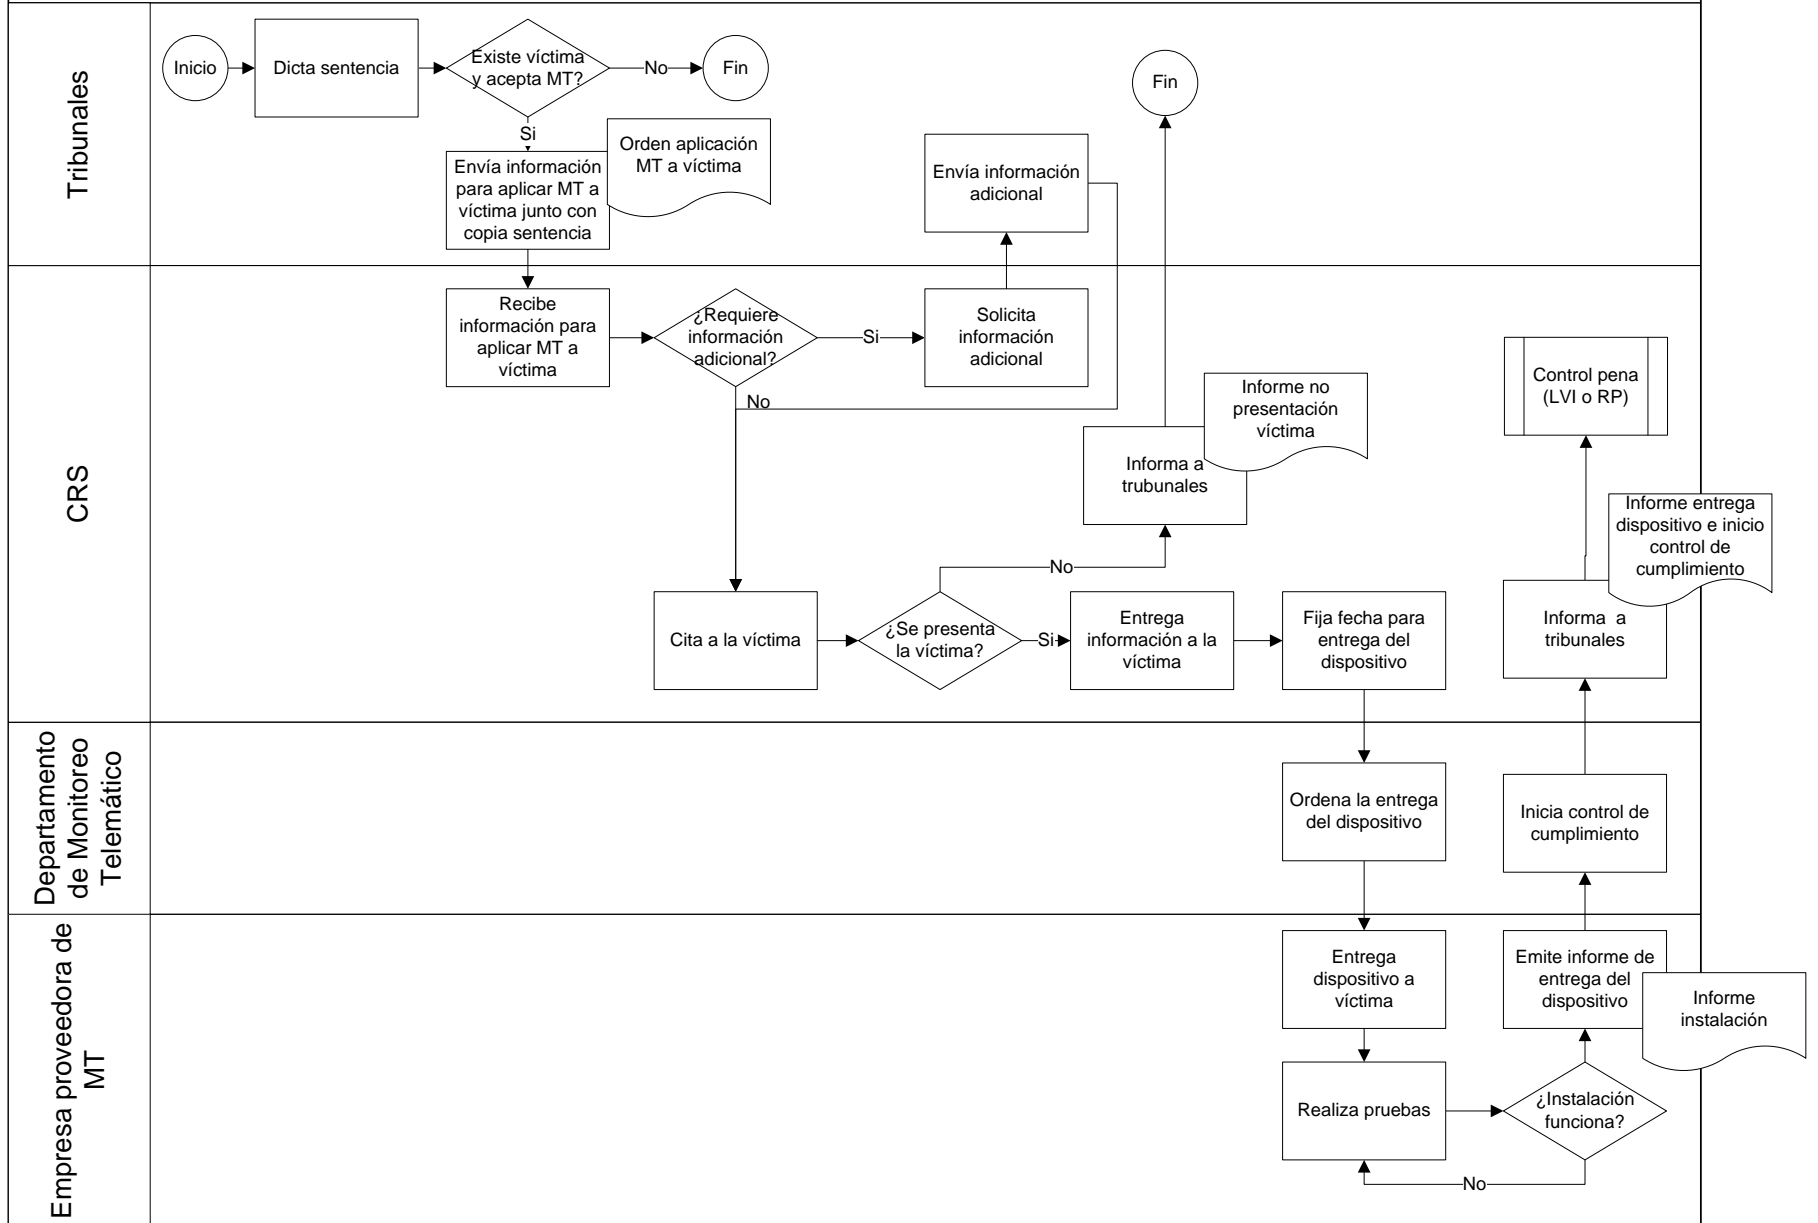 Tribunales
Inicio
Dicta sentencia
Existe víctima
y acepta MT?
No
Fin
Si
Orden aplicación
MT a víctima
Envía información
para aplicar MT a
víctima junto con
copia sentencia
Envía información
adicional
Fin
CRS
Recibe
información para
aplicar MT a
víctima
¿Requiere
información
adicional?
Si
Solicita
información
adicional
No
Informe no
presentación
víctima
Informa a
trubunales
Control pena
(LVI o RP)
Informe entrega
dispositivo e inicio
control de
cumplimiento
No
Cita a la víctima
¿Se presenta
la víctima?
Si
Entrega
información a la
víctima
Fija fecha para
entrega del
dispositivo
Informa a
tribunales
Departamento
de Monitoreo
Telemático
Ordena la entrega
del dispositivo
Inicia control de
cumplimiento
Empresa proveedora de
MT
Entrega
dispositivo a
víctima
Emite informe de
entrega del
dispositivo
Informe
instalación
Realiza pruebas
¿Instalación
funciona?
No